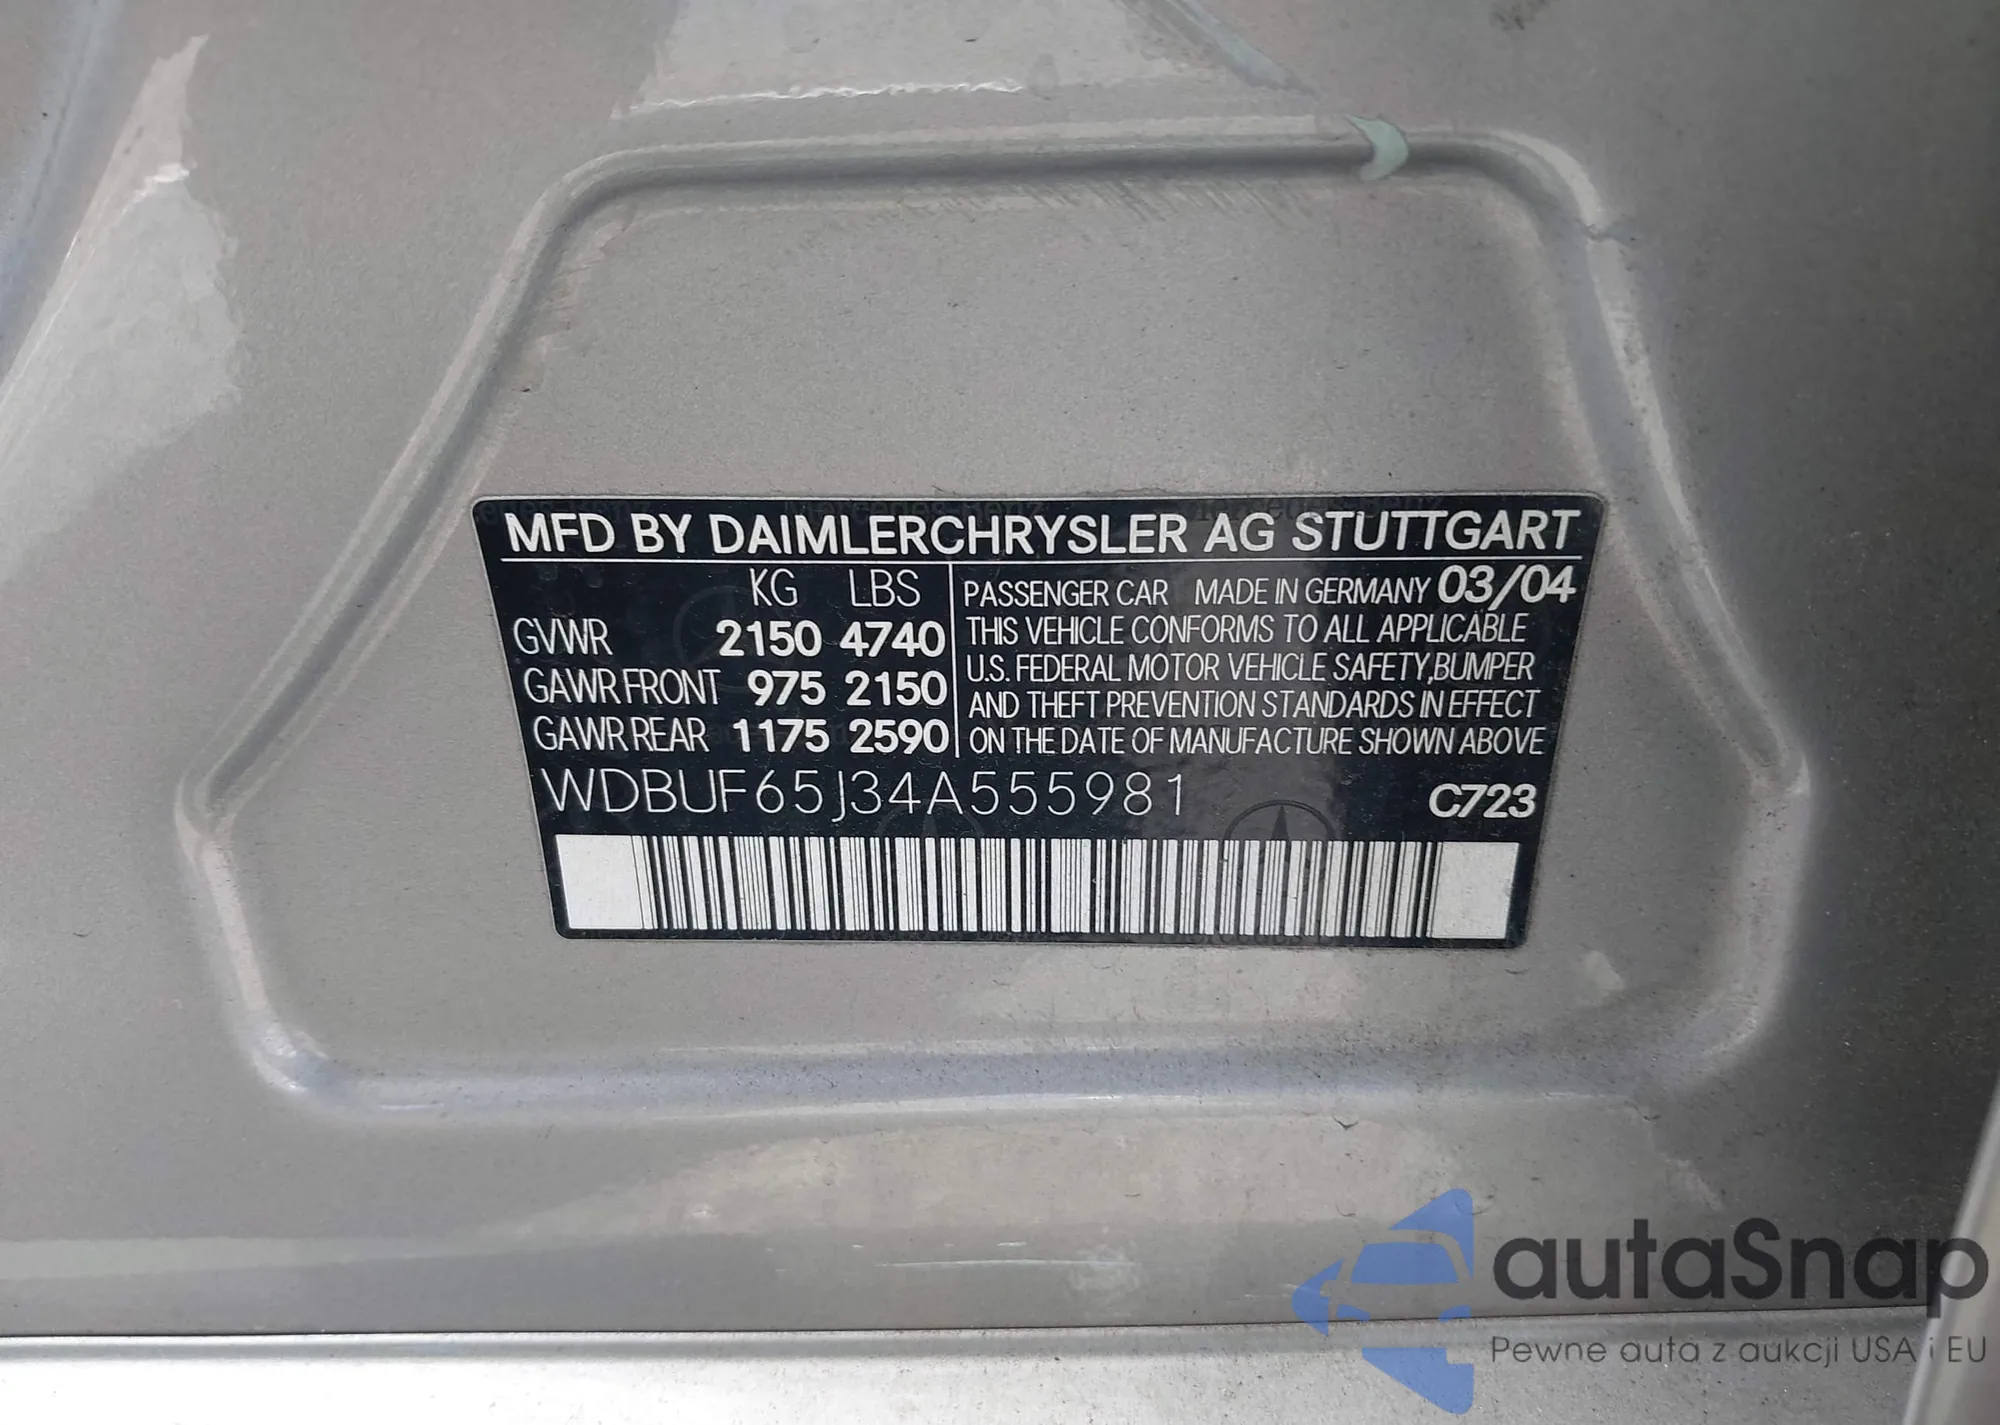 MFD BY DAIMLERCHRYSLER AG STUTTGART
KG LBS
GVWR 2150 4740
GAWR FRONT 975 2150
GAWR REAR 1175 2590
PASSENGER CAR MADE IN GERMANY 03/04
THIS VEHICLE CONFORMS TO ALL APPLICABLE
U.S. FEDERAL MOTOR VEHICLE SAFETY,BUMPER
AND THEFT PREVENTION STANDARDS IN EFFECT
ON THE DATE OF MANUFACTURE SHOWN ABOVE
WDBUF65J34A555981 C723
autaSnap
Pewne auta z aukcji USA i EU